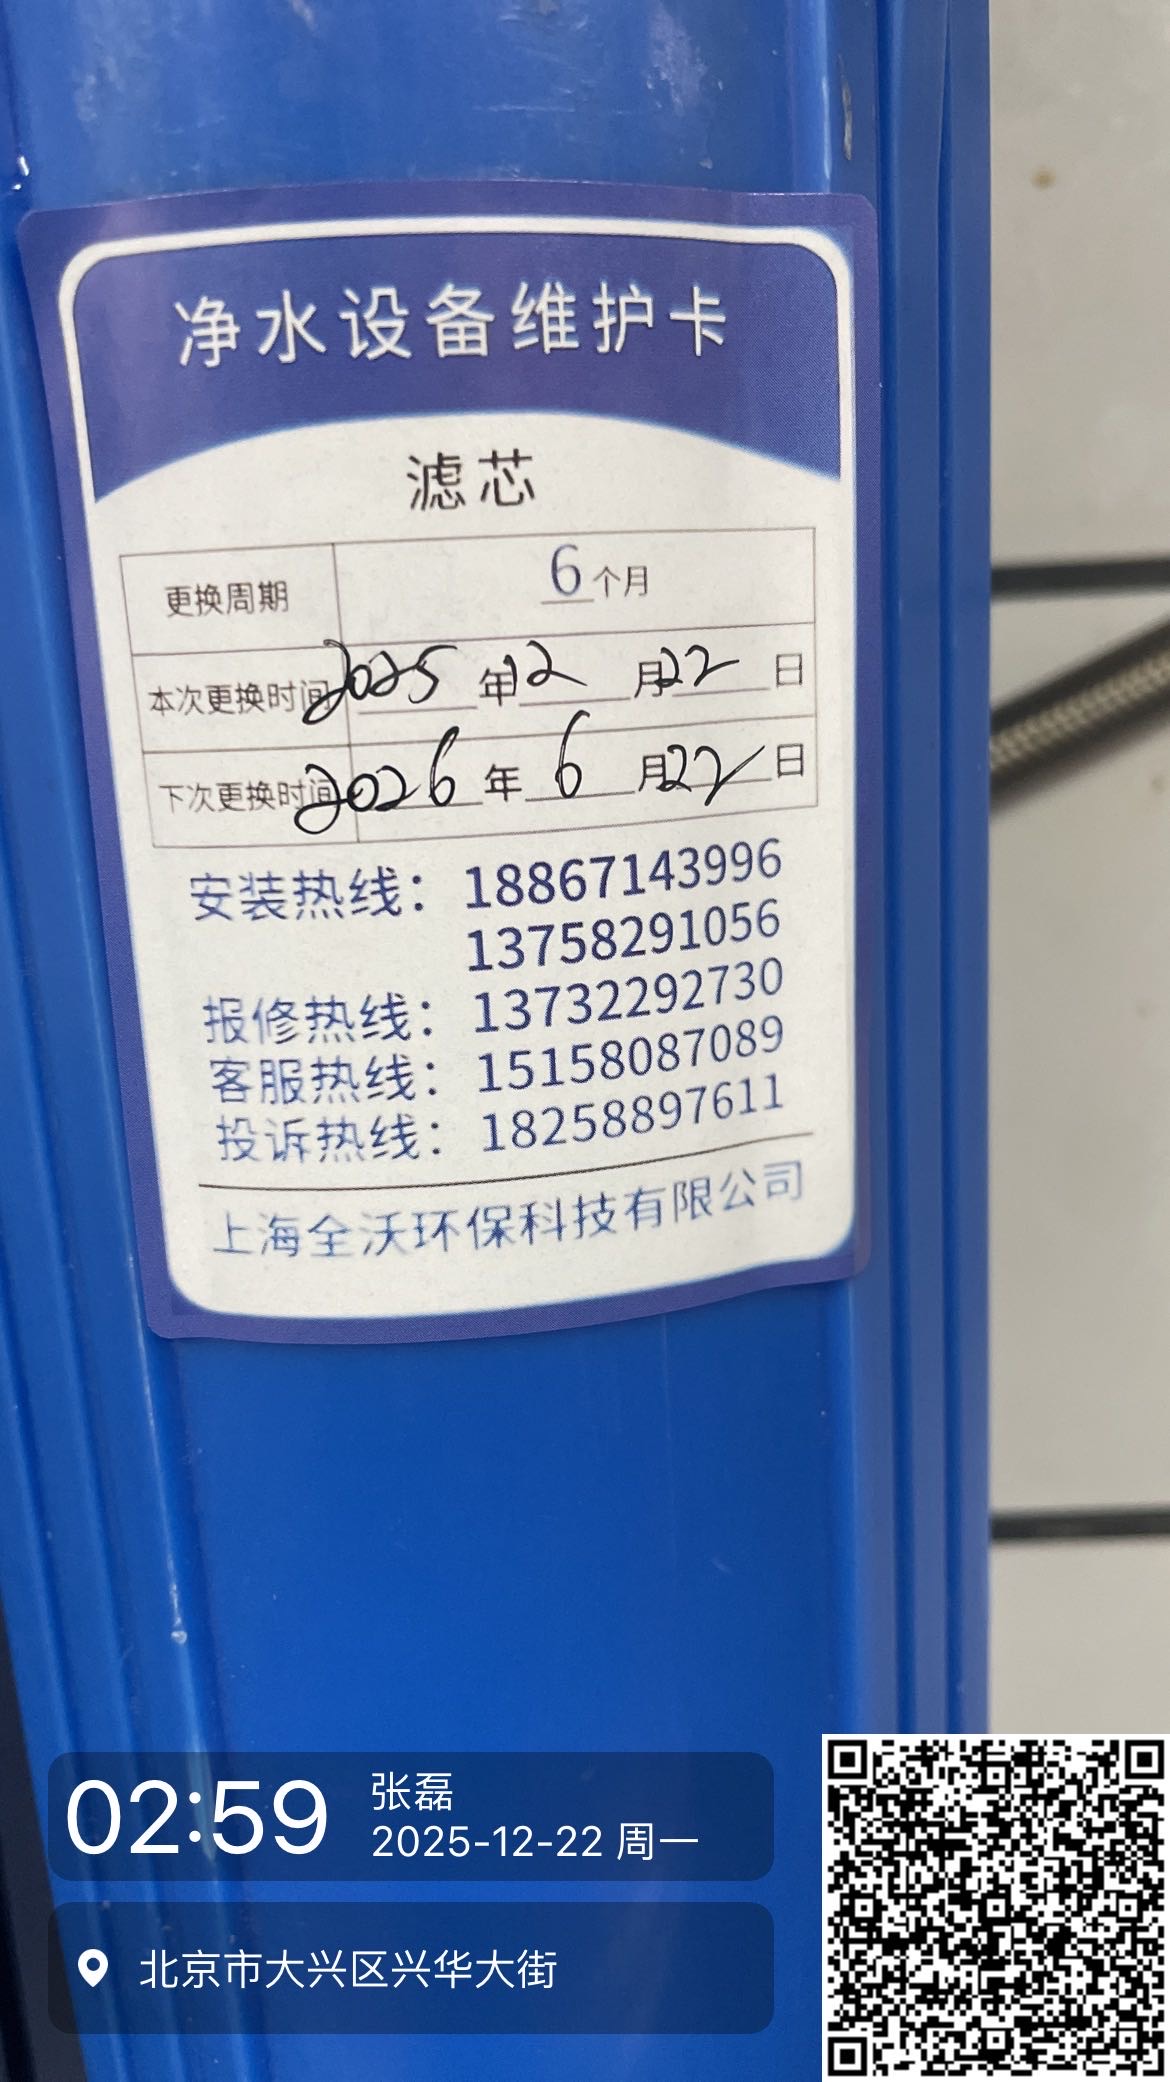 净水设备维护卡
滤芯
更换周期 6个月
本次更换时间 2025 年 12 月 22 日
下次更换时间 2026 年 6 月 22 日
安装热线：18867143996
13758291056
报修热线：13732292730
客服热线：15158087089
投诉热线：18258897611
上海全沃环保科技有限公司
02:59
张磊
2025-12-22 周一
北京市大兴区兴华大街